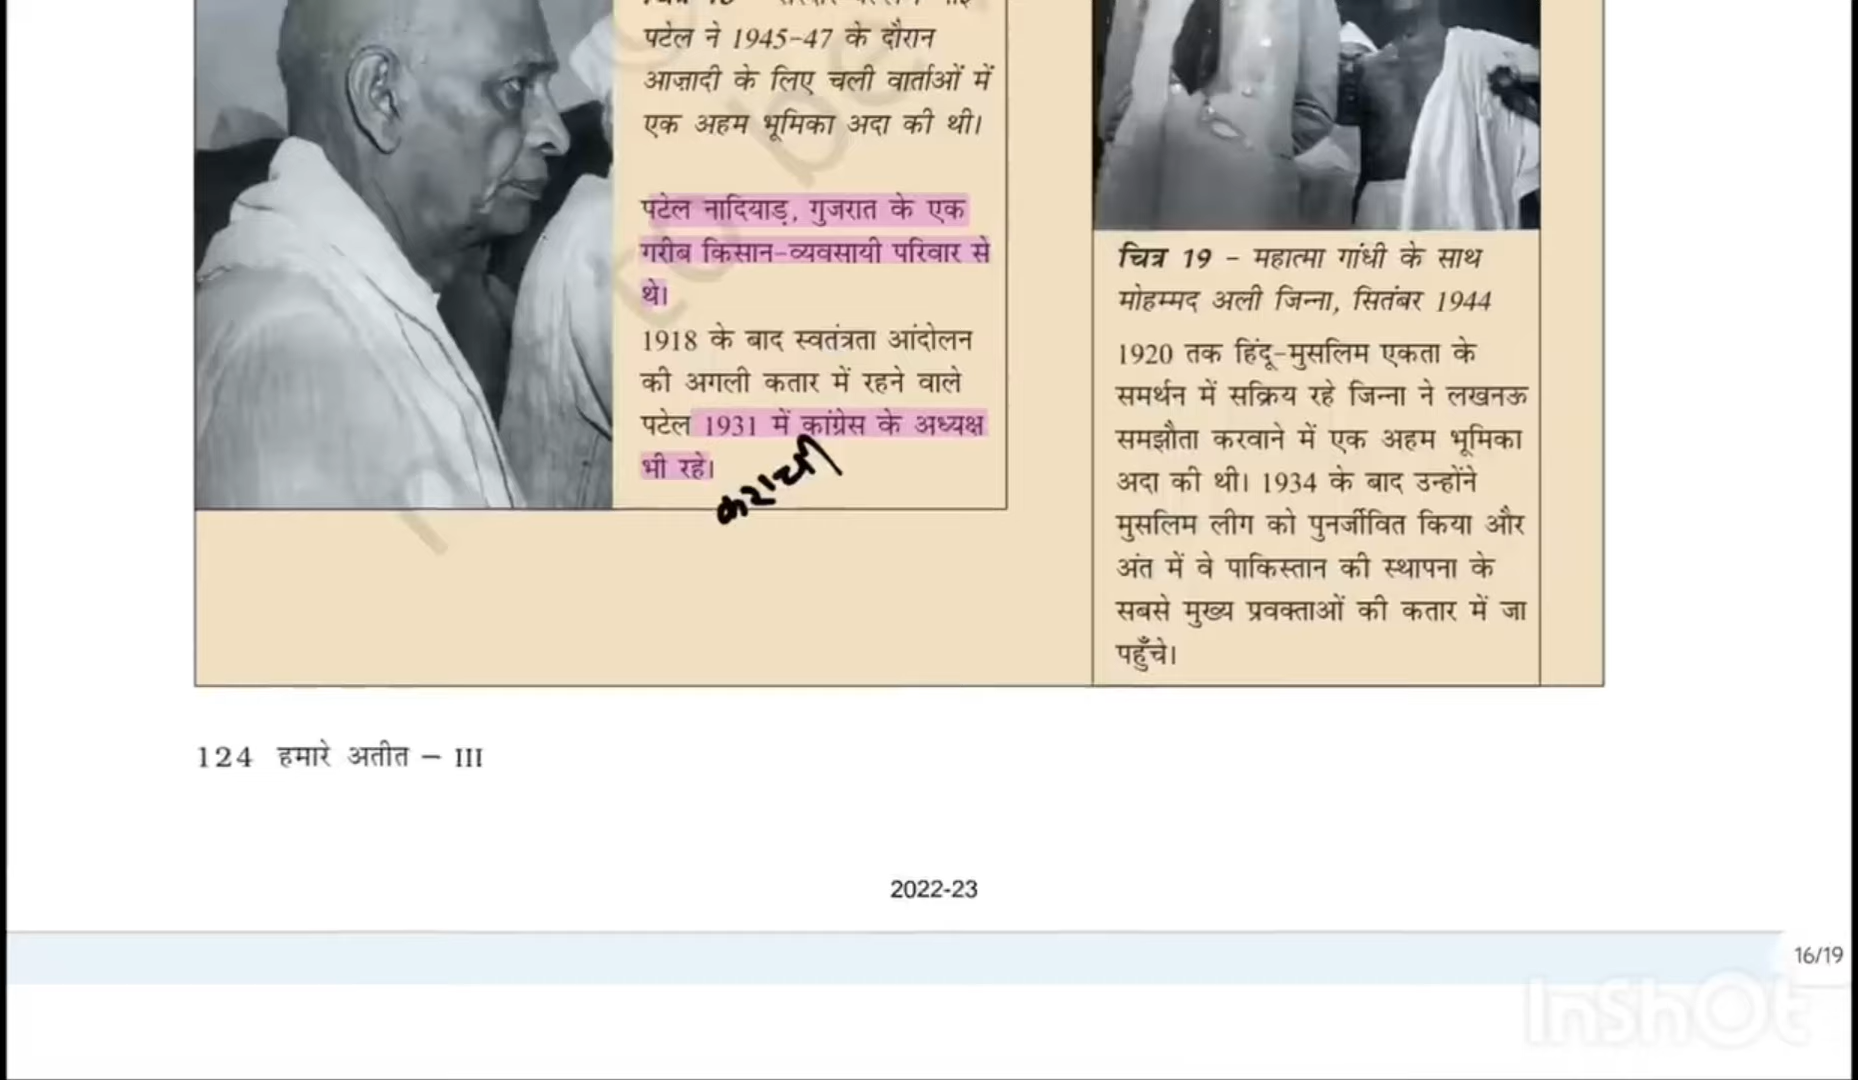 पटेल ने 1945-47 के दौरान
आज़ादी के लिए चली वार्ताओं में
एक अहम भूमिका अदा की थी।
पटेल नादियाड़, गुजरात के एक
गरीब किसान-व्यवसायी परिवार से
थे।
1918 के बाद स्वतंत्रता आंदोलन
की अगली कतार में रहने वाले
पटेल 1931 में कांग्रेस के अध्यक्ष
भी रहे।
कराची
चित्र 19 - महात्मा गांधी के साथ
मोहम्मद अली जिन्ना, सितंबर 1944
1920 तक हिंदू-मुसलिम एकता के
समर्थन में सक्रिय रहे जिन्ना ने लखनऊ
समझौता करवाने में एक अहम भूमिका
अदा की थी। 1934 के बाद उन्होंने
मुसलिम लीग को पुनर्जीवित किया और
अंत में वे पाकिस्तान की स्थापना के
सबसे मुख्य प्रवक्ताओं की कतार में जा
पहुँचे।
124 हमारे अतीत – III
2022-23
16/19
InShOt